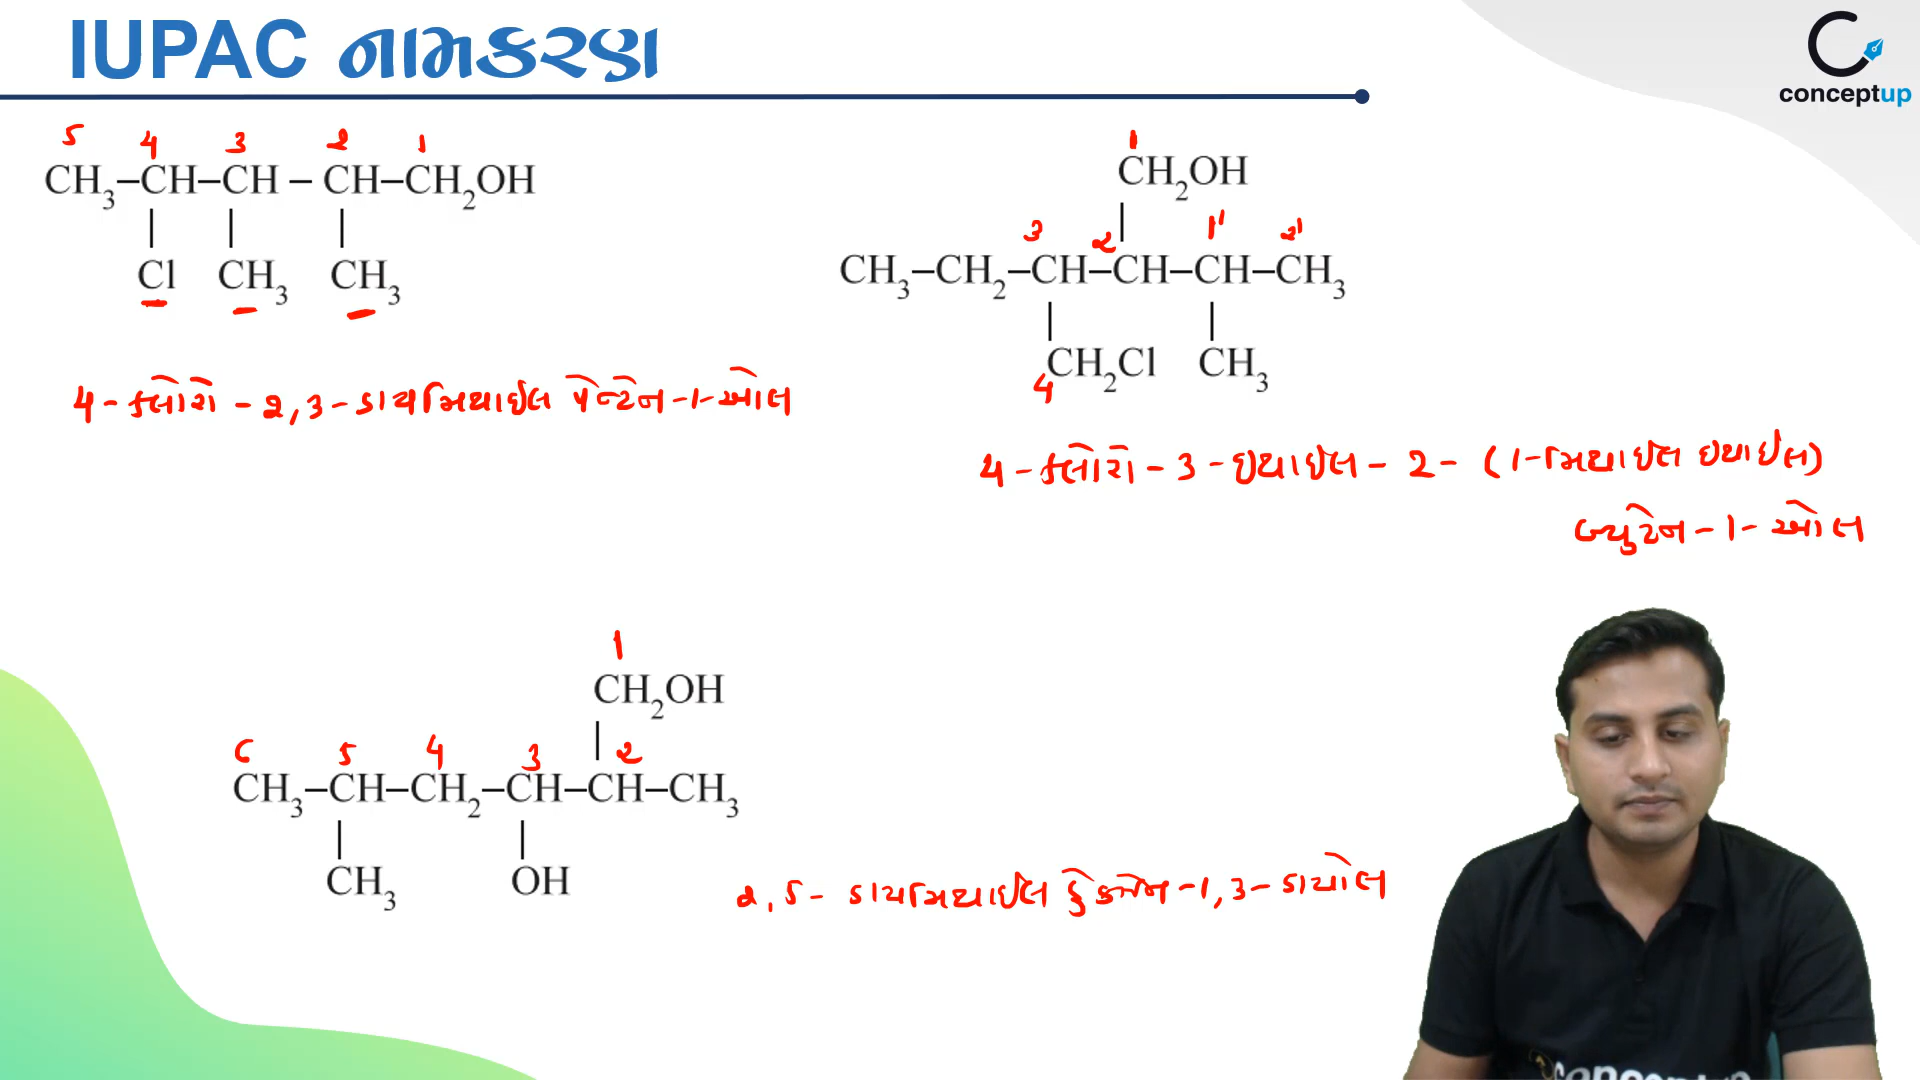 IUPAC નામકરણ
conceptup
5 4 3 2 1
CH₃–CH–CH–CH–CH₂OH
Cl CH₃ CH₃
4-ક્લોરો-2,3-ડાયમિથાઈલ પેન્ટેન-1-ઓલ
1
CH₂OH
3 2 1' 2'
CH₃–CH₂–CH–CH–CH–CH₃
CH₂Cl CH₃
4
4-ક્લોરો-3-ઇથાઈલ-2-(1-મિથાઈલ ઇથાઈલ)
બ્યુટેન-1-ઓલ
1
CH₂OH
6 5 4 3 2
CH₃–CH–CH₂–CH–CH–CH₃
CH₃ OH
2,5-ડાયમિથાઈલ હેક્ઝેન-1,3-ડાયોલ
conceptup